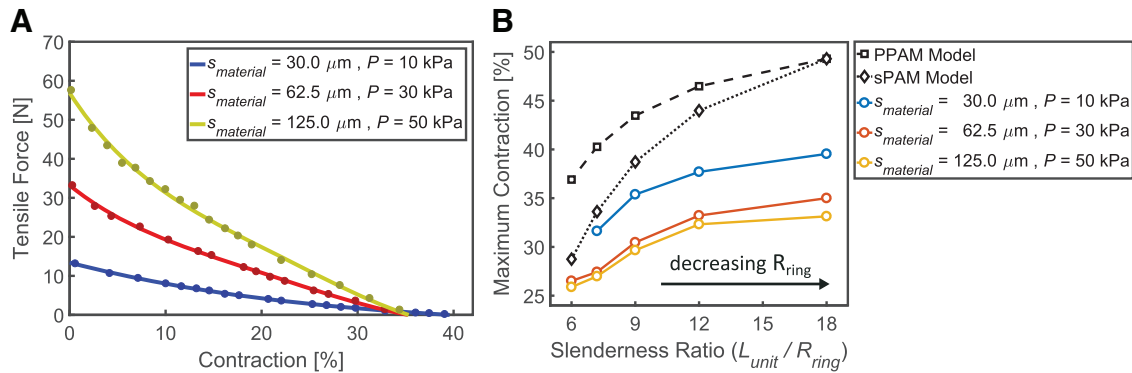 A
70
60
50
40
30
20
10
0
0
10
20
30
40
Tensile Force [N]
Contraction [%]
s_material = 30.0 μm , P = 10 kPa
s_material = 62.5 μm , P = 30 kPa
s_material = 125.0 μm , P = 50 kPa
B
50
45
40
35
30
25
6
9
12
15
18
Maximum Contraction [%]
Slenderness Ratio (L_unit / R_ring)
decreasing R_ring
PPAM Model
sPAM Model
s_material = 30.0 μm, P = 10 kPa
s_material = 62.5 μm, P = 30 kPa
s_material = 125.0 μm, P = 50 kPa